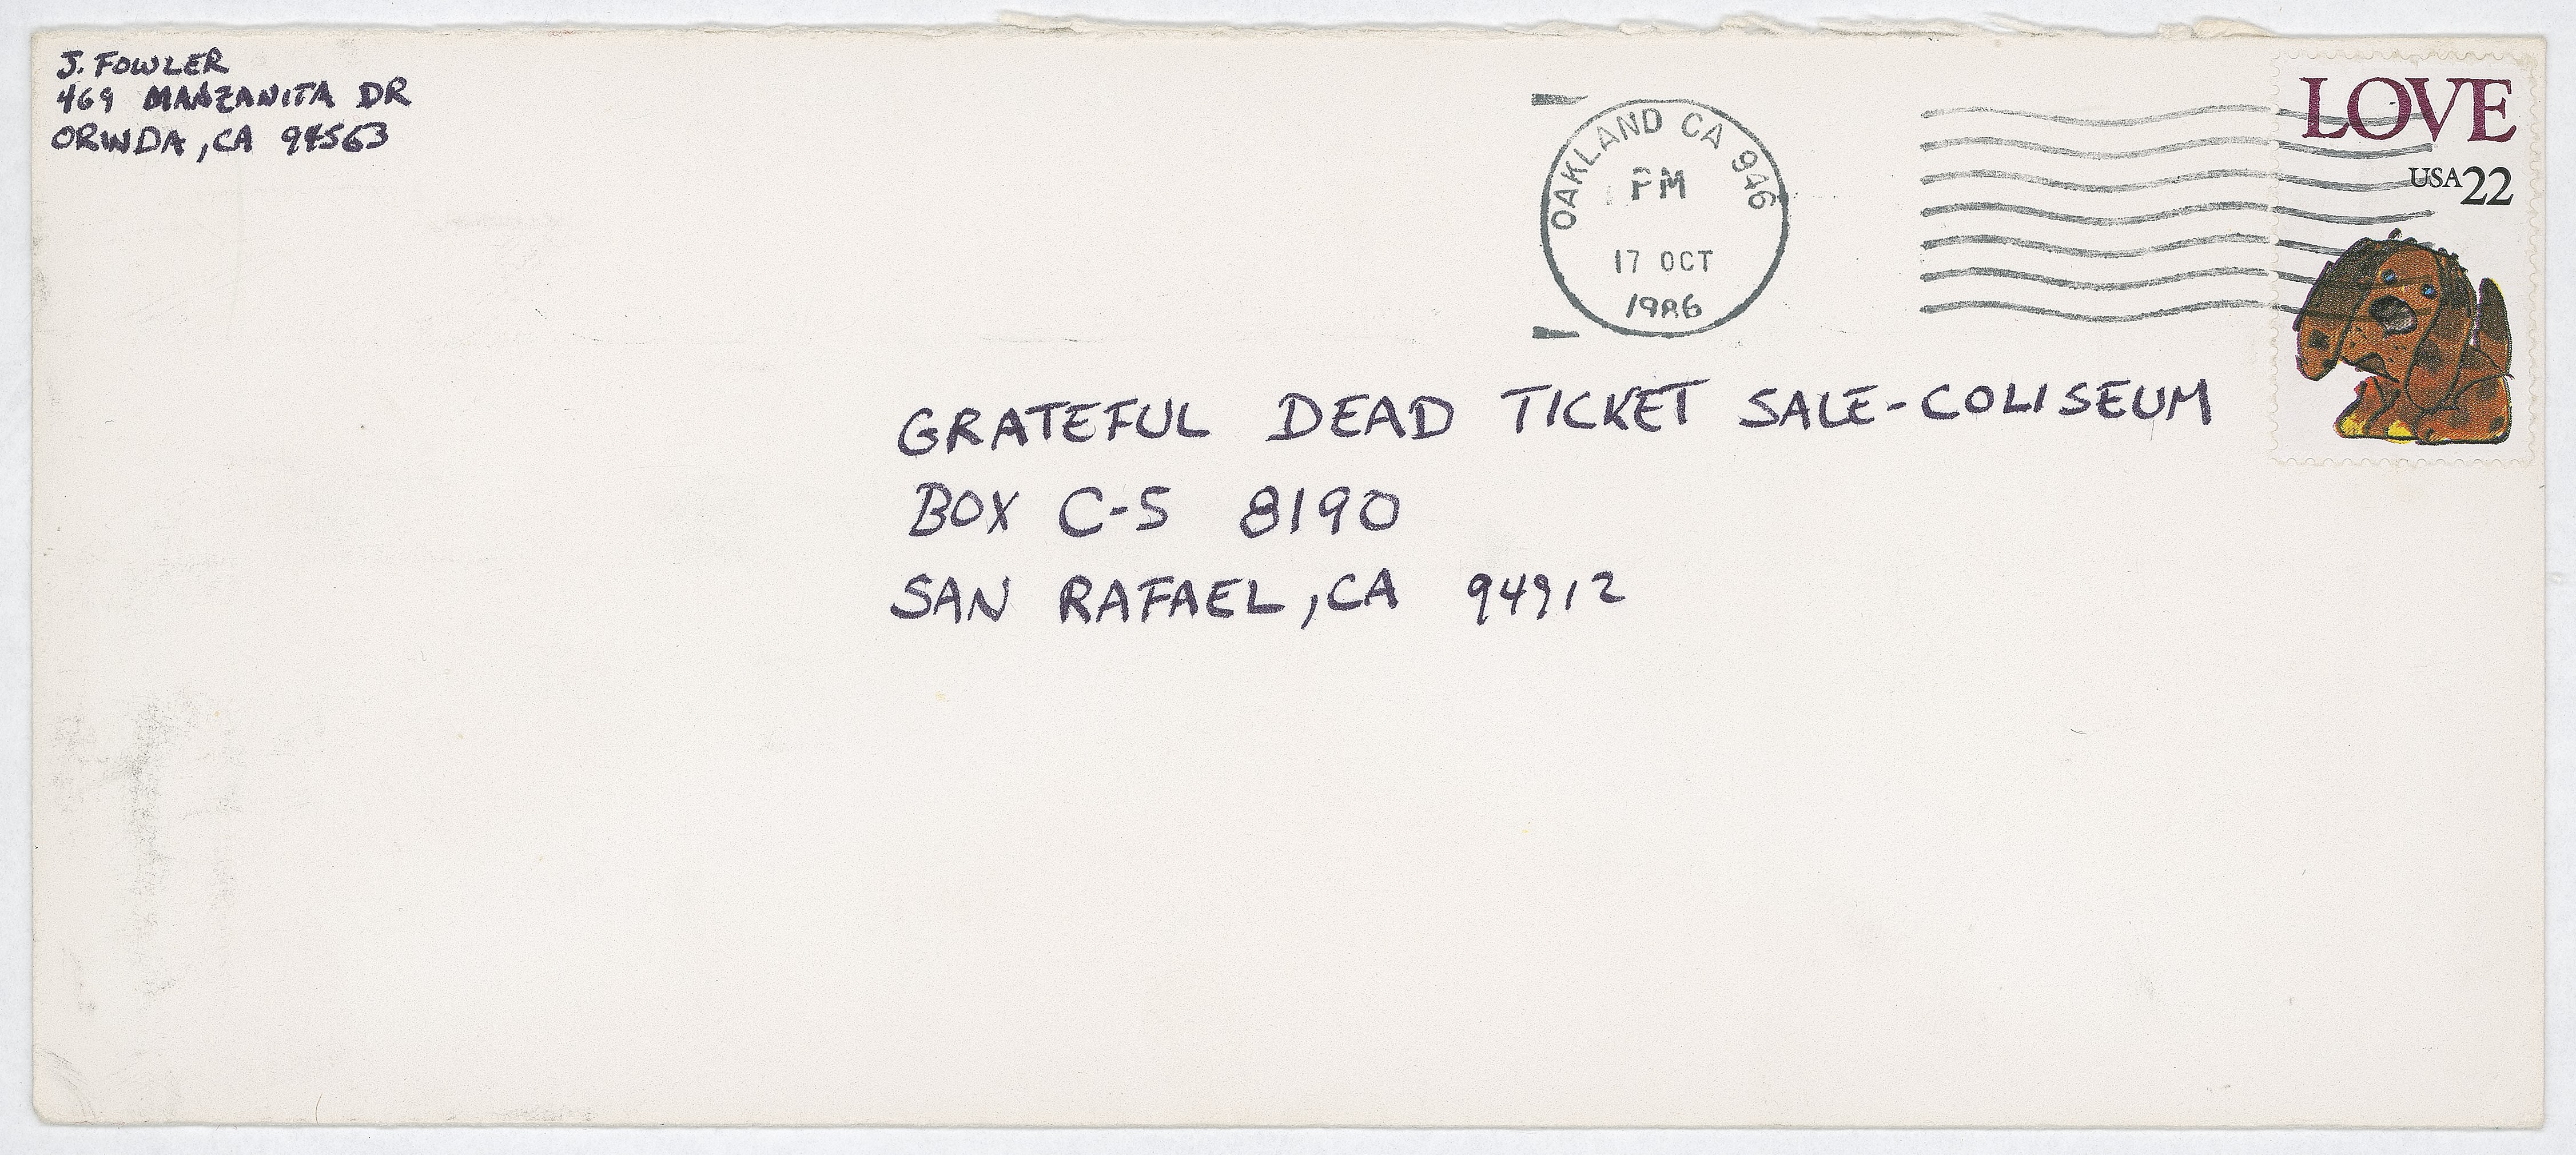 J. FOWLER
469 MANZANITA DR
ORINDA, CA 94563
OAKLAND CA 946
PM
17 OCT
1986
LOVE
USA22
GRATEFUL DEAD TICKET SALE-COLISEUM
BOX C-S 8190
SAN RAFAEL, CA 94912